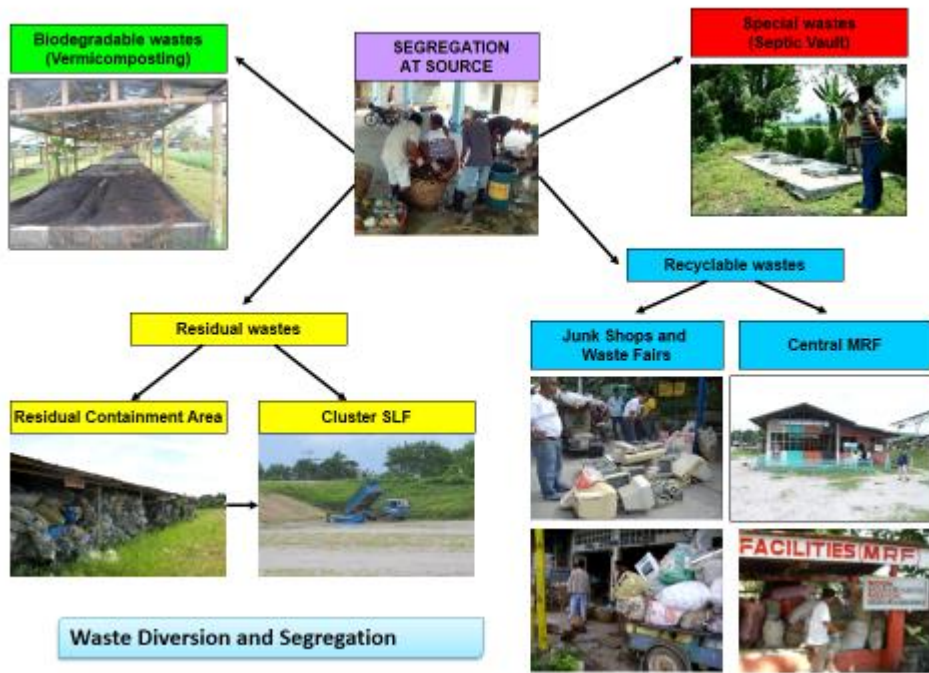 Biodegradable wastes
(Vermicomposting)
SEGREGATION
AT SOURCE
Special wastes
(Septic Vault)
Recyclable wastes
Residual wastes
Junk Shops and
Waste Fairs
Central MRF
Residual Containment Area
Cluster SLF
FACILITIES (MRF)
Waste Diversion and Segregation